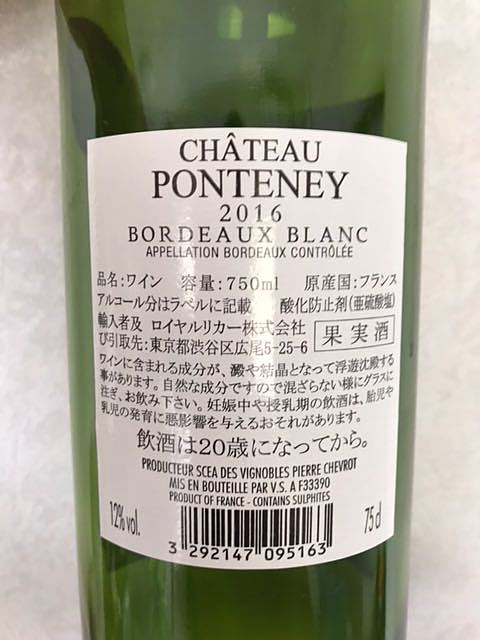 CHÂTEAU
PONTENEY
2016
BORDEAUX BLANC
APPELLATION BORDEAUX CONTRÔLÉE
品名:ワイン 容量:750ml 原産国:フランス
アルコール分はラベルに記載 酸化防止剤(亜硫酸塩)
輸入者及 ロイヤルリカー株式会社 果実酒
び引取先:東京都渋谷区広尾5-25-6
ワインに含まれる成分が、澱や結晶となって浮遊沈殿する
事があります。自然な成分ですので混ざらない様にグラスに
注ぎ、お飲み下さい。妊娠中や授乳期の飲酒は、胎児や
乳児の発育に悪影響を与えるおそれがあります。
飲酒は20歳になってから。
PRODUCTEUR SCEA DES VIGNOBLES PIERRE CHEVROT
MIS EN BOUTEILLE PAR V.S. A F33390
PRODUCT OF FRANCE - CONTAINS SULPHITES
12% vol. 75 cl
3 292147 095163